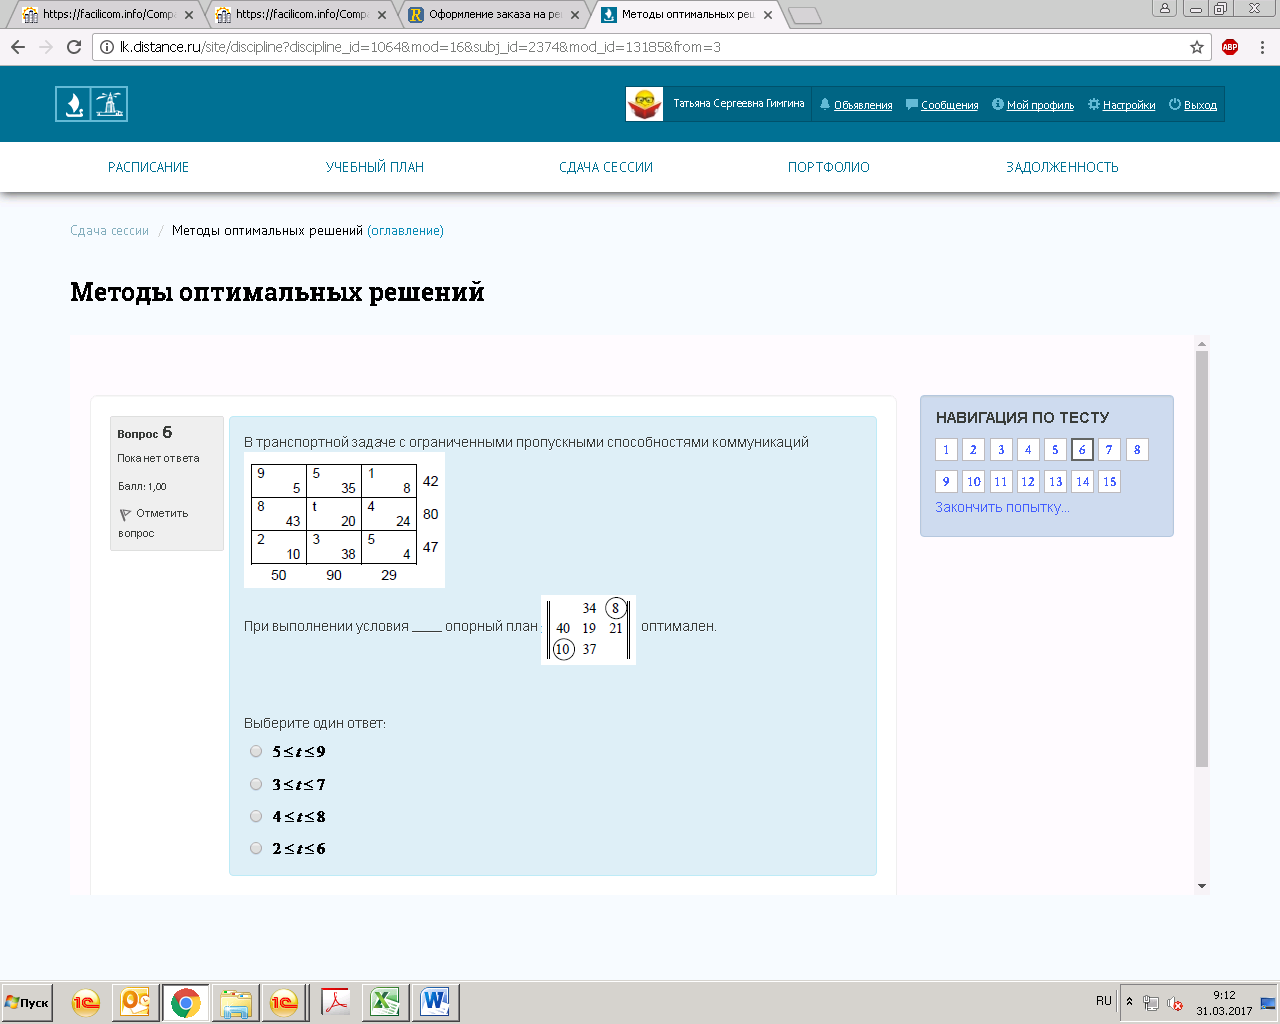 https://facilicom.info/Compa
https://facilicom.info/Compa
Оформление заказа на ре
Методы оптимальных реш
lk.distance.ru/site/discipline?discipline_id=1064&mod=16&subj_id=2374&mod_id=13185&from=3
ABP
Татьяна Сергеевна Гимгина
Объявления
Сообщения
Мой профиль
Настройки
Выход
РАСПИСАНИЕ
УЧЕБНЫЙ ПЛАН
СДАЧА СЕССИИ
ПОРТФОЛИО
ЗАДОЛЖЕННОСТЬ
Сдача сессии / Методы оптимальных решений (оглавление)
Методы оптимальных решений
Вопрос 6
Пока нет ответа
Балл: 1,00
Отметить
вопрос
В транспортной задаче с ограниченными пропускными способностями коммуникаций
9 5 1
5 35 8 42
8 t 4
43 20 24 80
2 3 5
10 38 4 47
50 90 29
34 8
40 19 21
10 37
При выполнении условия ____ опорный план оптимален.
Выберите один ответ:
5 ≤ t ≤ 9
3 ≤ t ≤ 7
4 ≤ t ≤ 8
2 ≤ t ≤ 6
НАВИГАЦИЯ ПО ТЕСТУ
1 2 3 4 5 6 7 8
9 10 11 12 13 14 15
Закончить попытку...
Пуск
RU
9:12
31.03.2017